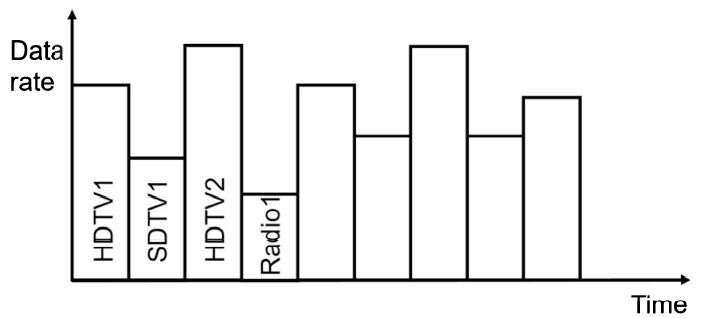 Data
rate
HDTV1
SDTV1
HDTV2
Radio1
Time